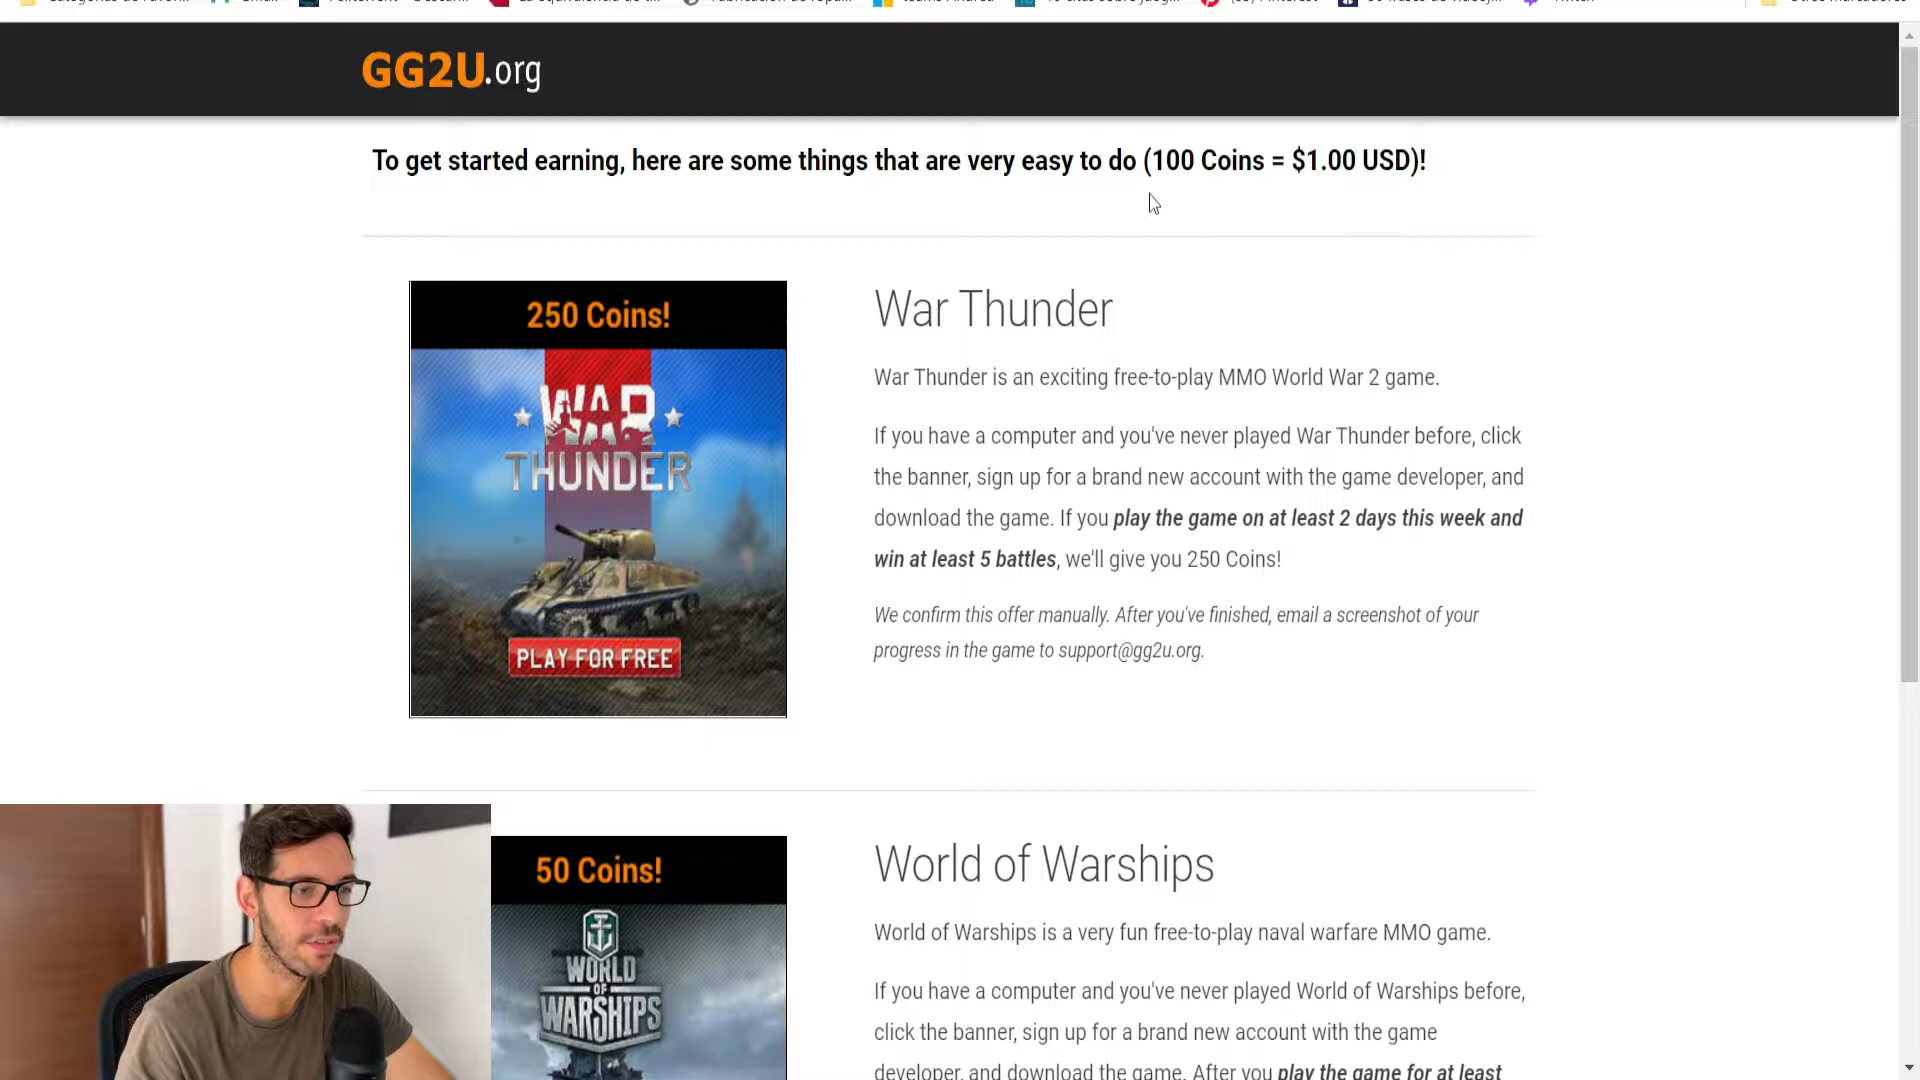 GG2U.org
To get started earning, here are some things that are very easy to do (100 Coins = $1.00 USD)!
250 Coins!
WAR
THUNDER
PLAY FOR FREE
War Thunder
War Thunder is an exciting free-to-play MMO World War 2 game.
If you have a computer and you've never played War Thunder before, click
the banner, sign up for a brand new account with the game developer, and
download the game. If you play the game on at least 2 days this week and
win at least 5 battles, we'll give you 250 Coins!
We confirm this offer manually. After you've finished, email a screenshot of your
progress in the game to support@gg2u.org.
50 Coins!
WORLD
OF
WARSHIPS
World of Warships
World of Warships is a very fun free-to-play naval warfare MMO game.
If you have a computer and you've never played World of Warships before,
click the banner, sign up for a brand new account with the game
developer, and download the game. After you play the game for at least